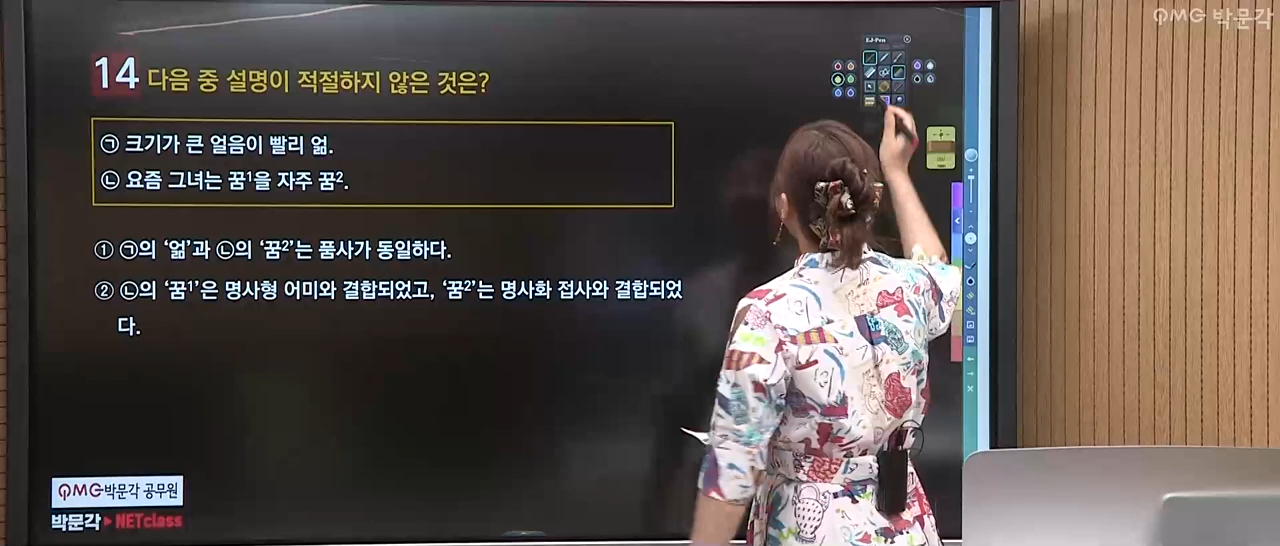 QMG 박문각
EJ-Pen
14 다음 중 설명이 적절하지 않은 것은?
㉠ 크기가 큰 얼음이 빨리 얾.
㉡ 요즘 그녀는 꿈¹을 자주 꿈².
① ㉠의 ‘얾’과 ㉡의 ‘꿈²’는 품사가 동일하다.
② ㉡의 ‘꿈¹’은 명사형 어미와 결합되었고, ‘꿈²’는 명사화 접사와 결합되었
다.
QMG 박문각 공무원
박문각 ▶ NETclass